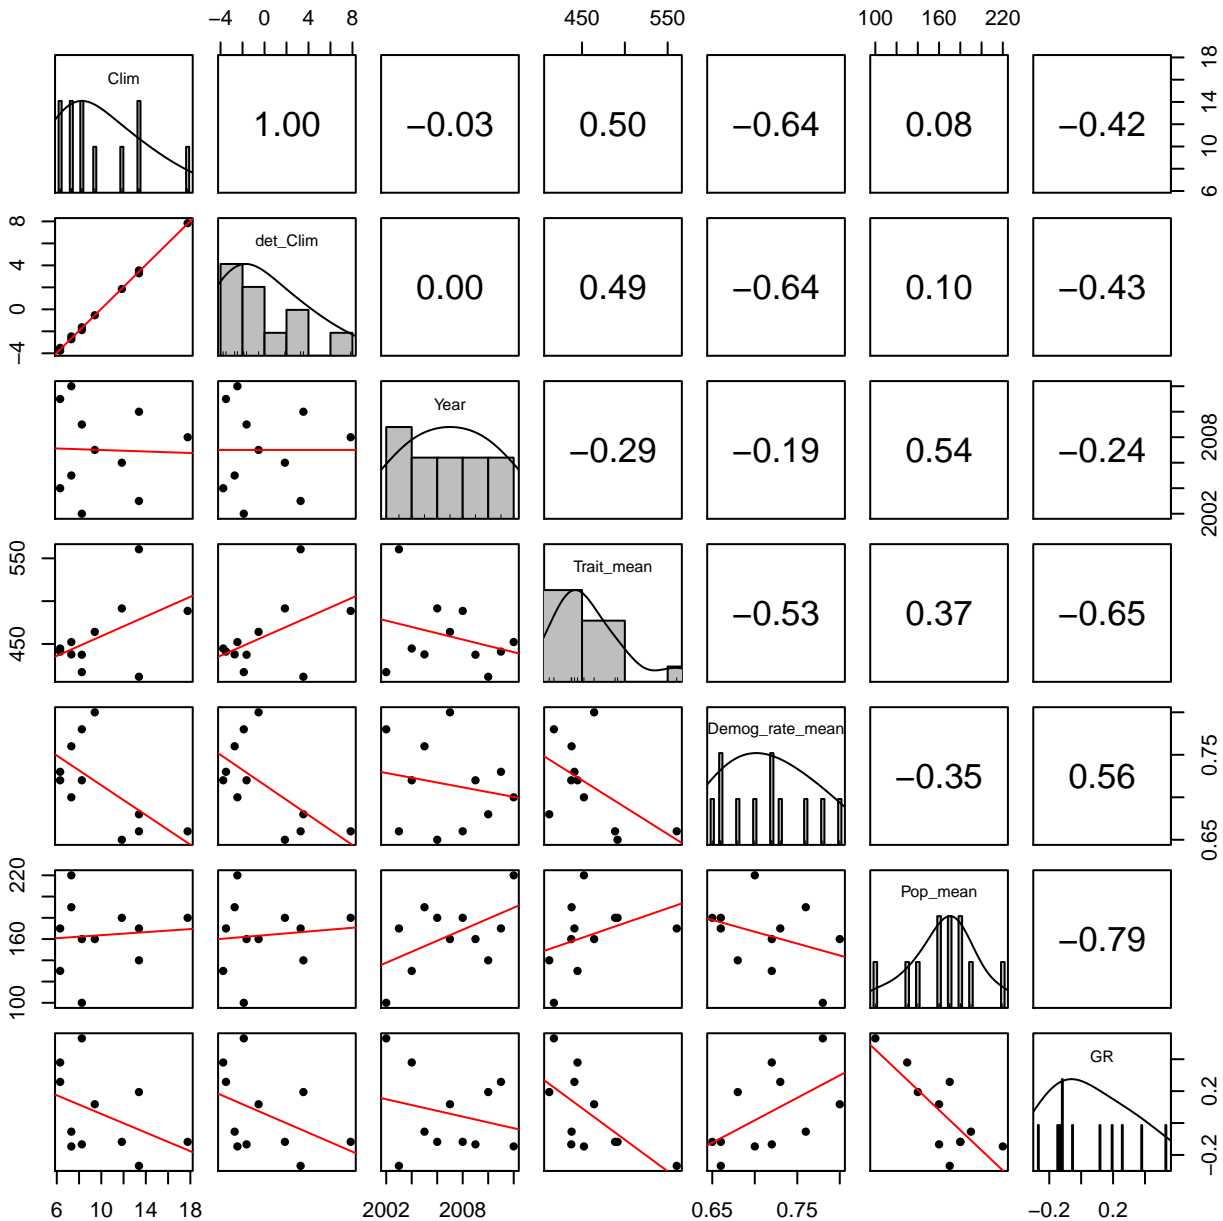 −4 0 4 8 450 550 100 160 220
Clim
1.00 −0.03 0.50 −0.64 0.08 −0.42
6 10 14 18
det_Clim
0.00 0.49 −0.64 0.10 −0.43
−4 0 4 8
Year
−0.29 −0.19 0.54 −0.24
2002 2008
Trait_mean
−0.53 0.37 −0.65
450 550
Demog_rate_mean
−0.35 0.56
0.65 0.75
Pop_mean
−0.79
100 160 220
GR
−0.2 0.2
6 10 14 18 2002 2008 0.65 0.75 −0.2 0.2